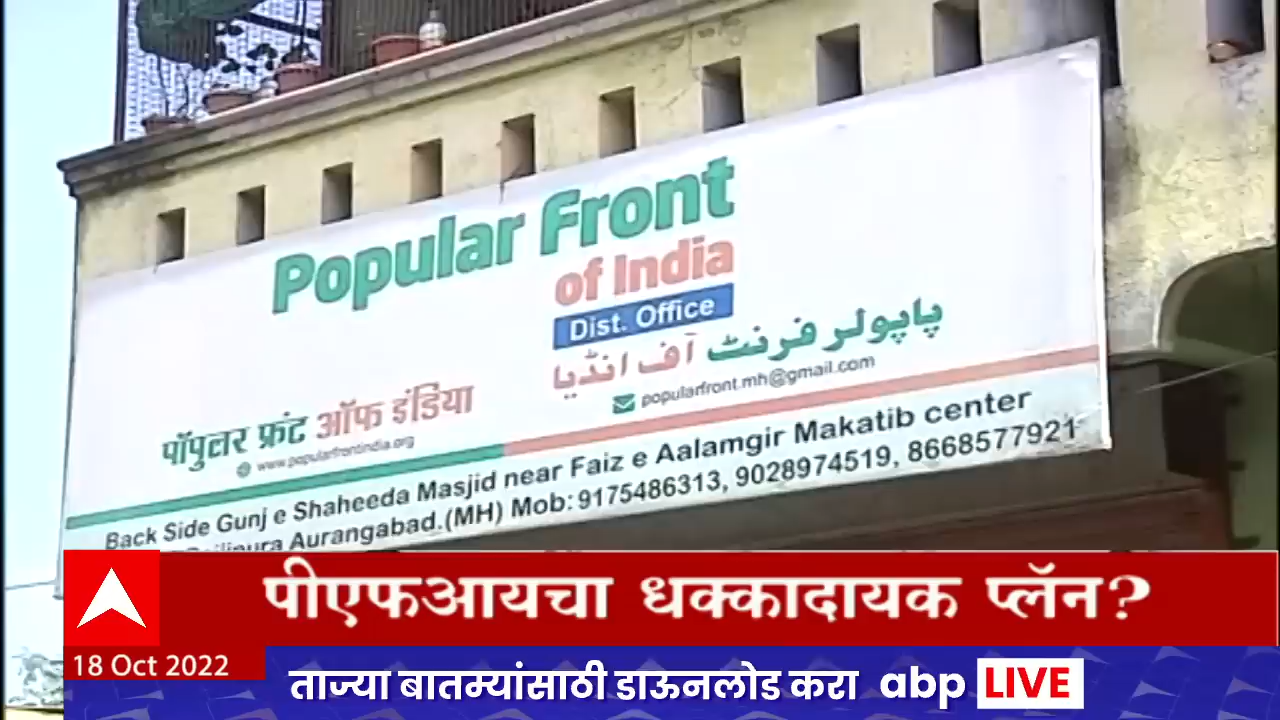 Popular Front
of India
Dist. Office
پاپولر فرنٹ آف انڈیا
पॉपुलर फ्रंट ऑफ इंडिया
www.popularfrontindia.org
popularfront.mh@gmail.com
Back Side Gunj e Shaheeda Masjid near Faiz e Aalamgir Makatib center
Aurangabad.(MH) Mob: 9175486313, 9028974519, 8668577921
पीएफआयचा धक्कादायक प्लॅन?
18 Oct 2022
ताज्या बातम्यांसाठी डाऊनलोड करा abp LIVE